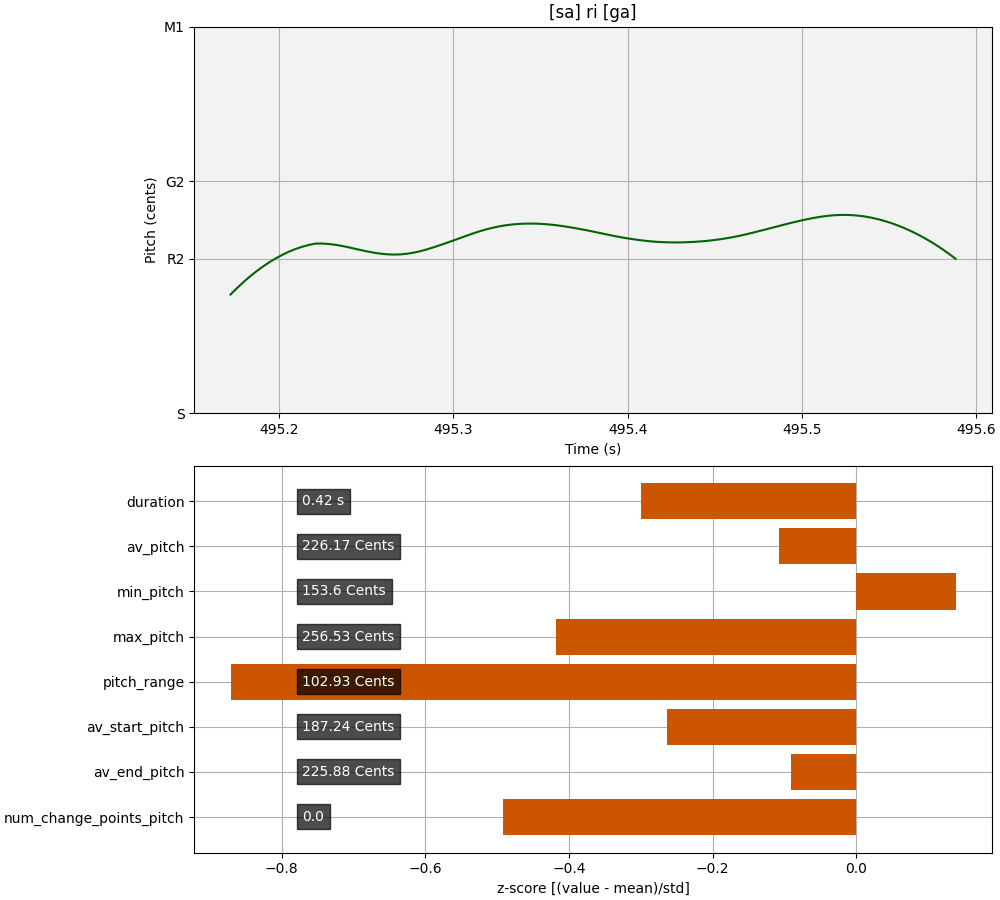 [sa] ri [ga]
M1
G2
R2
S
Pitch (cents)
495.2
495.3
495.4
495.5
495.6
Time (s)
duration
0.42 s
av_pitch
226.17 Cents
min_pitch
153.6 Cents
max_pitch
256.53 Cents
pitch_range
102.93 Cents
av_start_pitch
187.24 Cents
av_end_pitch
225.88 Cents
num_change_points_pitch
0.0
−0.8
−0.6
−0.4
−0.2
0.0
z-score [(value - mean)/std]